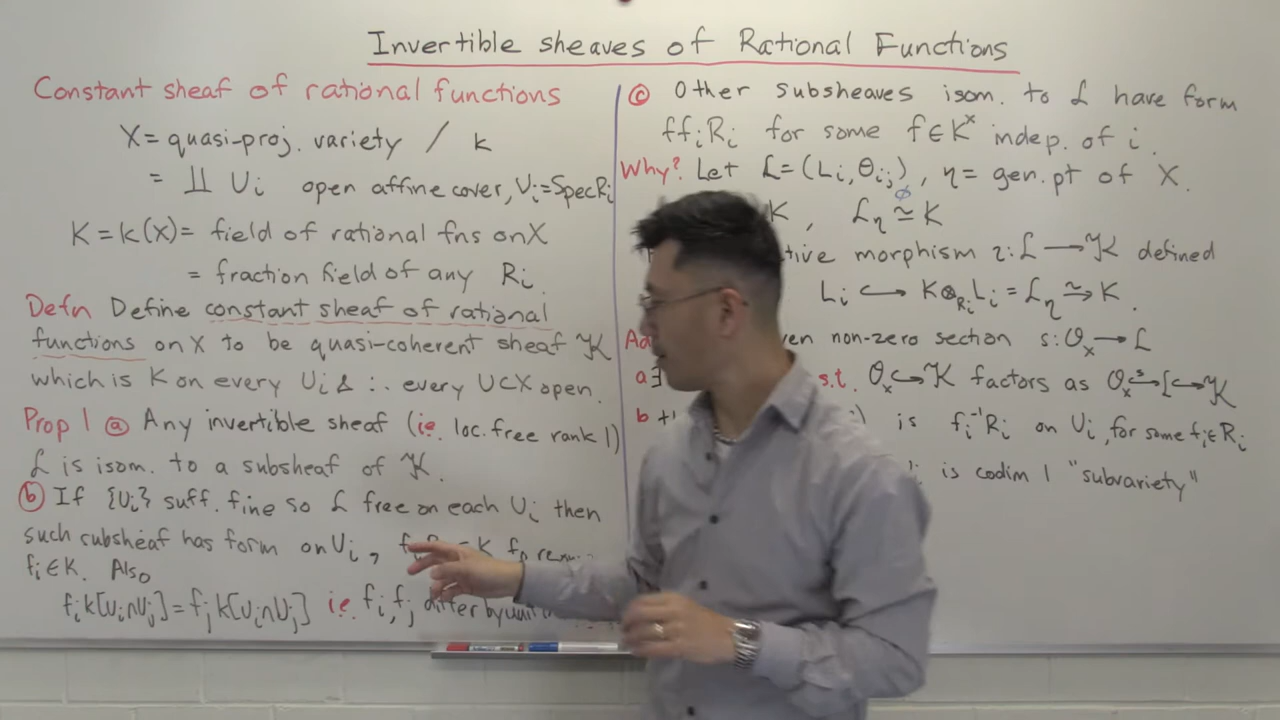 Invertible sheaves of Rational Functions
Constant sheaf of rational functions
X = quasi-proj. variety / k
= ⨿ Uᵢ open affine cover, Uᵢ = Spec Rᵢ
K = k(X) = field of rational fns on X
= fraction field of any Rᵢ.
Defn Define constant sheaf of rational
functions on X to be quasi-coherent sheaf 𝒦
which is K on every Uᵢ & ∴ every U⊂X open.
Prop 1 ⓐ Any invertible sheaf (i.e. loc. free rank 1)
ℒ is isom. to a subsheaf of 𝒦.
ⓑ If {Uᵢ} suff. fine so ℒ free on each Uᵢ then
such subsheaf has form on Uᵢ,
fᵢ∈K. Also
fᵢ k[Uᵢ∩Uⱼ] = fⱼ k[Uᵢ∩Uⱼ] i.e. fᵢ, fⱼ differ by
ⓒ Other subsheaves isom. to ℒ have form
f fᵢ Rᵢ for some f∈Kˣ indep. of i.
Why? Let ℒ = (Lᵢ, θᵢⱼ), η = gen. pt of X.
K, ℒ_η ≃^ϕ K
morphism ι: ℒ → 𝒦 defined
Lᵢ ↪ K⊗_{Rᵢ} Lᵢ = ℒ_η ≃→ K.
non-zero section s: 𝒪ₓ → ℒ
a ∃ s.t. 𝒪ₓ ↪ 𝒦 factors as 𝒪ₓ ↪^s ℒ ↪ 𝒦
b is fᵢ⁻¹Rᵢ on Uᵢ, for some fᵢ∈Rᵢ
is codim 1 "subvariety"